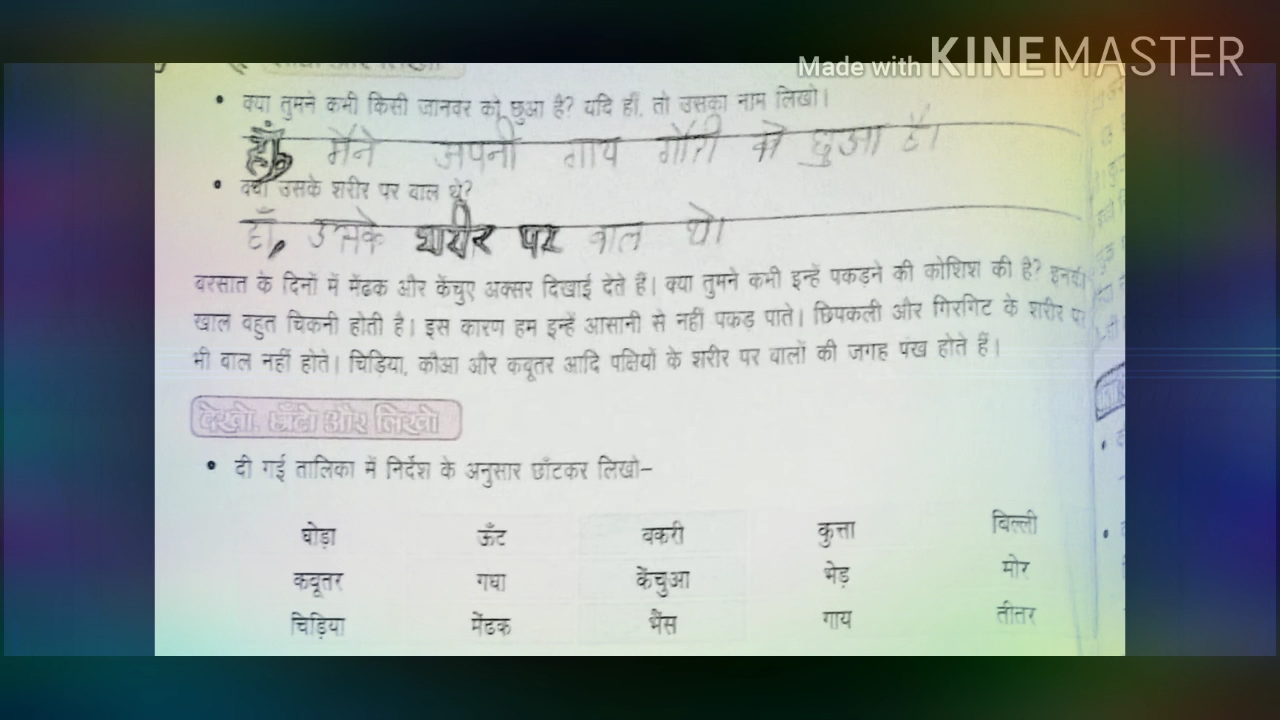 Made with KINEMASTER
• क्या तुमने कभी किसी जानवर को छुआ है? यदि हाँ, तो उसका नाम लिखो।
हाँ, मैने अपनी गाय गौरी को छुआ है।
• क्या उसके शरीर पर बाल थे?
हाँ, उसके शरीर पर बाल थे।
बरसात के दिनों में मेंढक और केंचुए अक्सर दिखाई देते हैं। क्या तुमने कभी इन्हें पकड़ने की कोशिश की है? इनकी
खाल बहुत चिकनी होती है। इस कारण हम इन्हें आसानी से नहीं पकड़ पाते। छिपकली और गिरगिट के शरीर पर
भी बाल नहीं होते। चिड़िया, कौआ और कबूतर आदि पक्षियों के शरीर पर बालों की जगह पंख होते हैं।
देखो, छाँटो और लिखो
• दी गई तालिका में निर्देश के अनुसार छाँटकर लिखो–
घोड़ा ऊँट बकरी कुत्ता बिल्ली
कबूतर गधा केंचुआ भेड़ मोर
चिड़िया मेंढक भैंस गाय तीतर